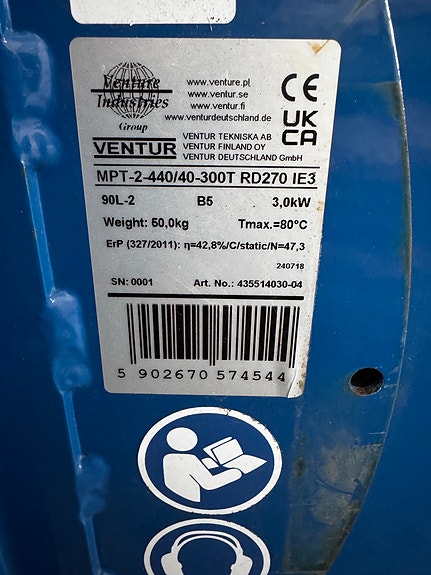 Venture
Industries
Group
www.venture.pl
www.ventur.se
www.ventur.fi
www.venturdeutschland.de
CE
UK
CA
VENTUR
VENTUR TEKNISKA AB
VENTUR FINLAND OY
VENTUR DEUTSCHLAND GmbH
MPT-2-440/40-300T RD270 IE3
90L-2 B5 3,0kW
Weight: 50,0kg Tmax.=80°C
ErP (327/2011): η=42,8%/C/static/N=47,3
240718
SN: 0001 Art. No.: 435514030-04
5 902670 574544